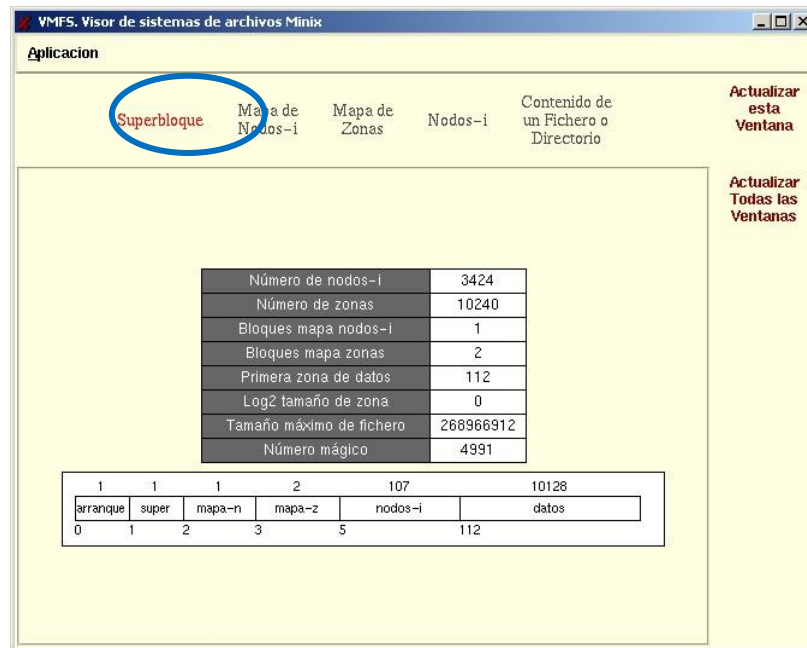 VMFS. Visor de sistemas de archivos Minix
Aplicacion
Superbloque
Mapa de
Nodos-i
Mapa de
Zonas
Nodos-i
Contenido de
un Fichero o
Directorio
Actualizar
esta
Ventana
Actualizar
Todas las
Ventanas
Número de nodos-i 3424
Número de zonas 10240
Bloques mapa nodos-i 1
Bloques mapa zonas 2
Primera zona de datos 112
Log2 tamaño de zona 0
Tamaño máximo de fichero 268966912
Número mágico 4991
1 1 1 2 107 10128
arranque super mapa-n mapa-z nodos-i datos
0 1 2 3 5 112